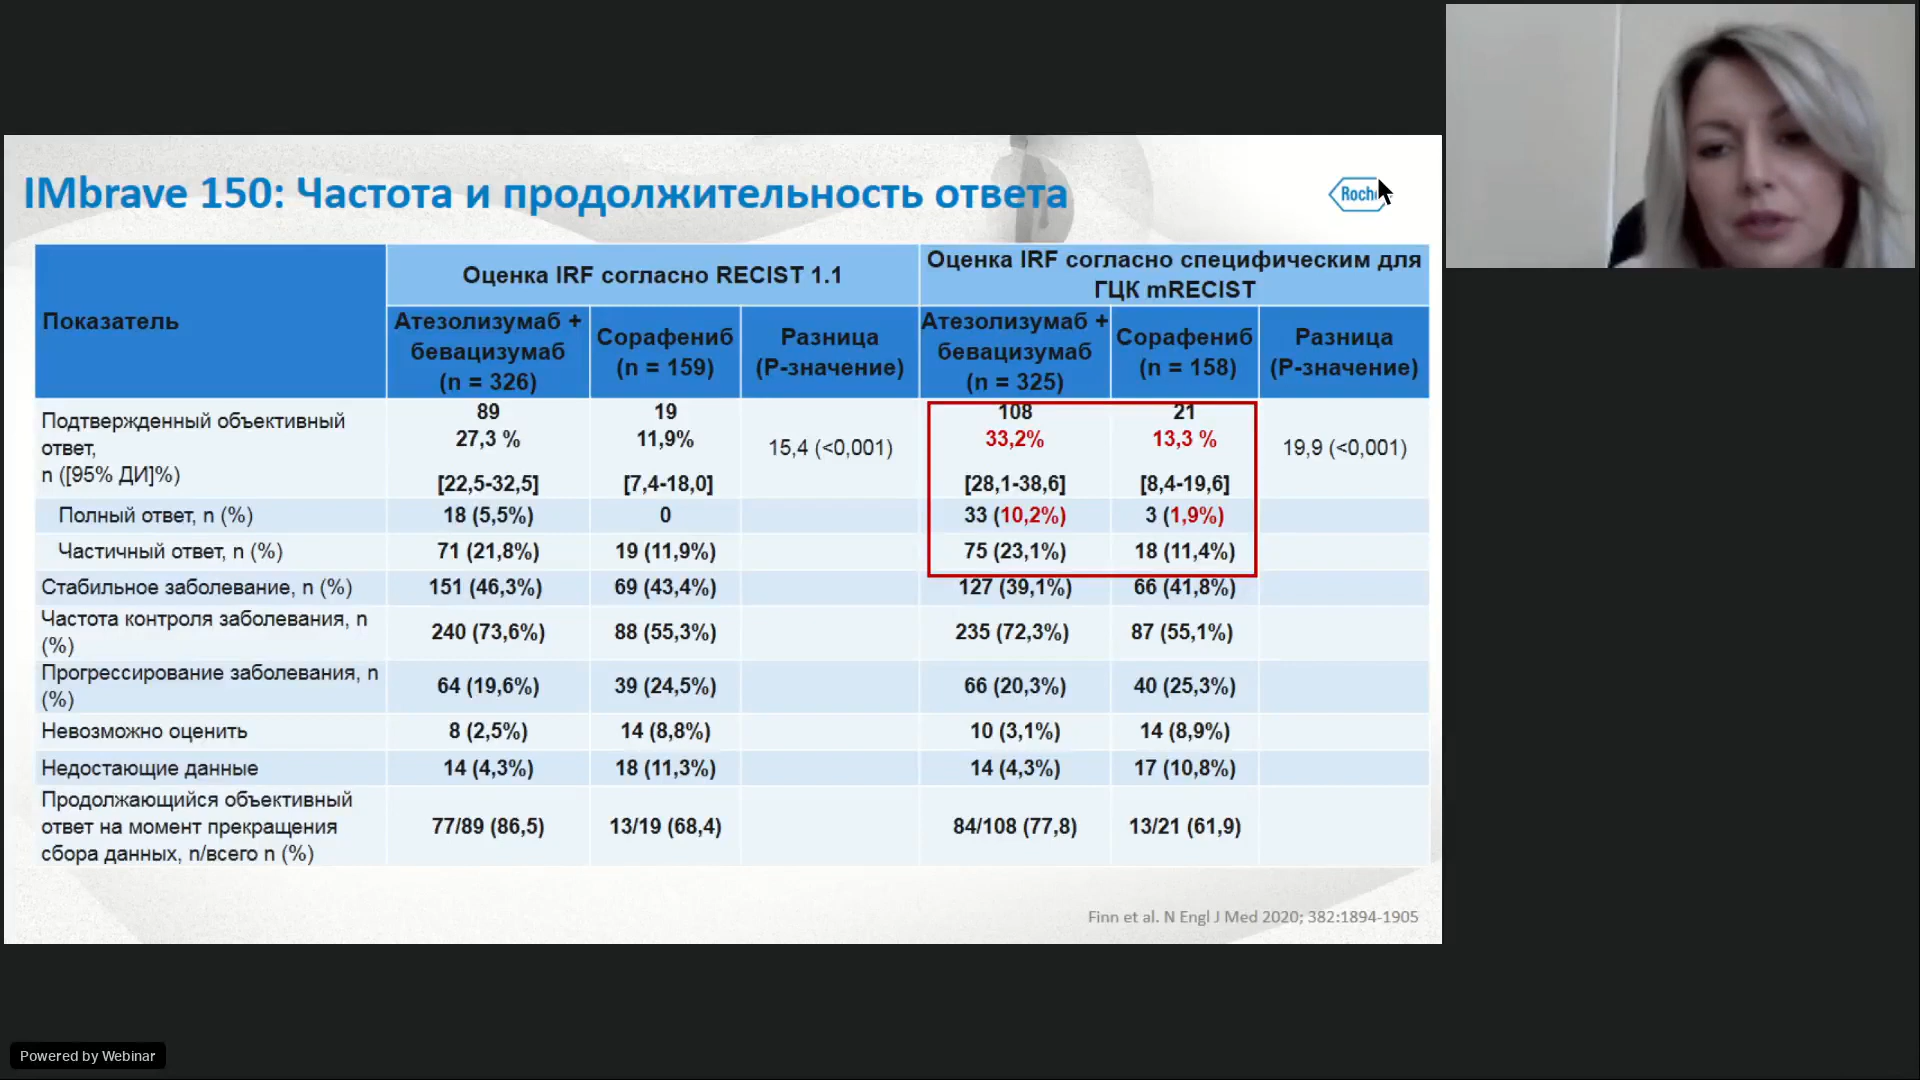 IMbrave 150: Частота и продолжительность ответа
Показатель
Оценка IRF согласно RECIST 1.1
Оценка IRF согласно специфическим для
ГЦК mRECIST
Атезолизумаб +
бевацизумаб
(n = 326)
Сорафениб
(n = 159)
Разница
(Р-значение)
Атезолизумаб +
бевацизумаб
(n = 325)
Сорафениб
(n = 158)
Разница
(Р-значение)
Подтвержденный объективный
ответ,
n ([95% ДИ]%)
89
27,3 %
[22,5-32,5]
19
11,9%
[7,4-18,0]
15,4 (<0,001)
108
33,2%
[28,1-38,6]
21
13,3 %
[8,4-19,6]
19,9 (<0,001)
Полный ответ, n (%)
18 (5,5%)
0
33 (10,2%)
3 (1,9%)
Частичный ответ, n (%)
71 (21,8%)
19 (11,9%)
75 (23,1%)
18 (11,4%)
Стабильное заболевание, n (%)
151 (46,3%)
69 (43,4%)
127 (39,1%)
66 (41,8%)
Частота контроля заболевания, n
(%)
240 (73,6%)
88 (55,3%)
235 (72,3%)
87 (55,1%)
Прогрессирование заболевания, n
(%)
64 (19,6%)
39 (24,5%)
66 (20,3%)
40 (25,3%)
Невозможно оценить
8 (2,5%)
14 (8,8%)
10 (3,1%)
14 (8,9%)
Недостающие данные
14 (4,3%)
18 (11,3%)
14 (4,3%)
17 (10,8%)
Продолжающийся объективный
ответ на момент прекращения
сбора данных, n/всего n (%)
77/89 (86,5)
13/19 (68,4)
84/108 (77,8)
13/21 (61,9)
Finn et al. N Engl J Med 2020; 382:1894-1905
Powered by Webinar